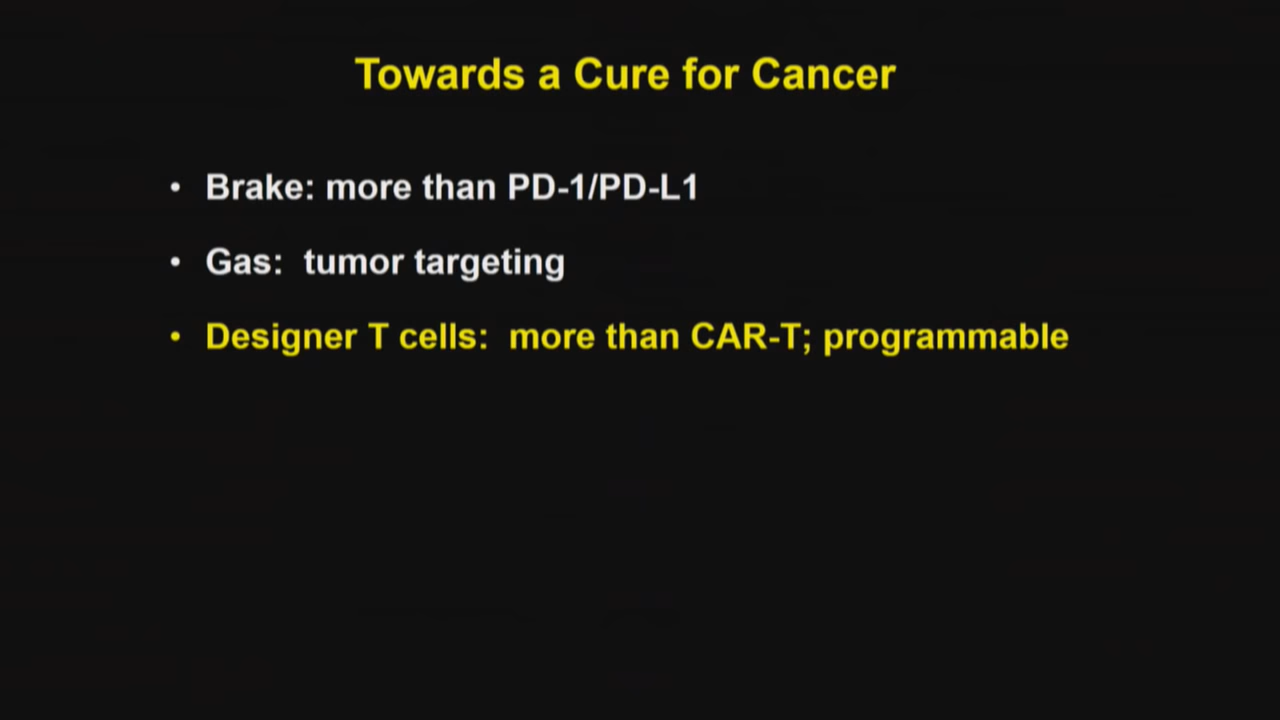 Towards a Cure for Cancer
• Brake: more than PD-1/PD-L1
• Gas:  tumor targeting
• Designer T cells:  more than CAR-T; programmable